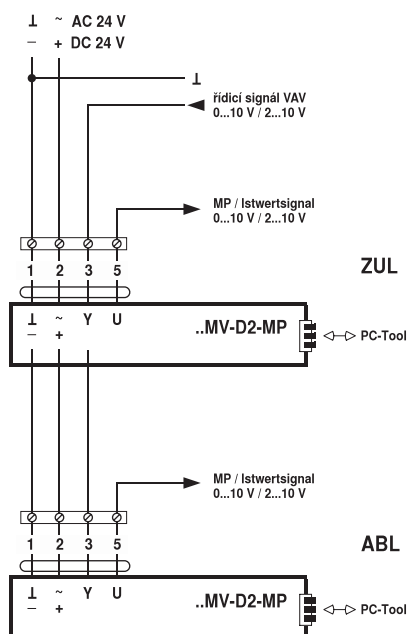 ⊥ ~ AC 24 V
– + DC 24 V
⊥
řídicí signál VAV
0...10 V / 2...10 V
MP / Istwertsignal
0...10 V / 2...10 V
1 2 3 5
ZUL
⊥ ~ Y U
– +
..MV-D2-MP
PC-Tool
MP / Istwertsignal
0...10 V / 2...10 V
1 2 3 5
ABL
⊥ ~ Y U
– +
..MV-D2-MP
PC-Tool